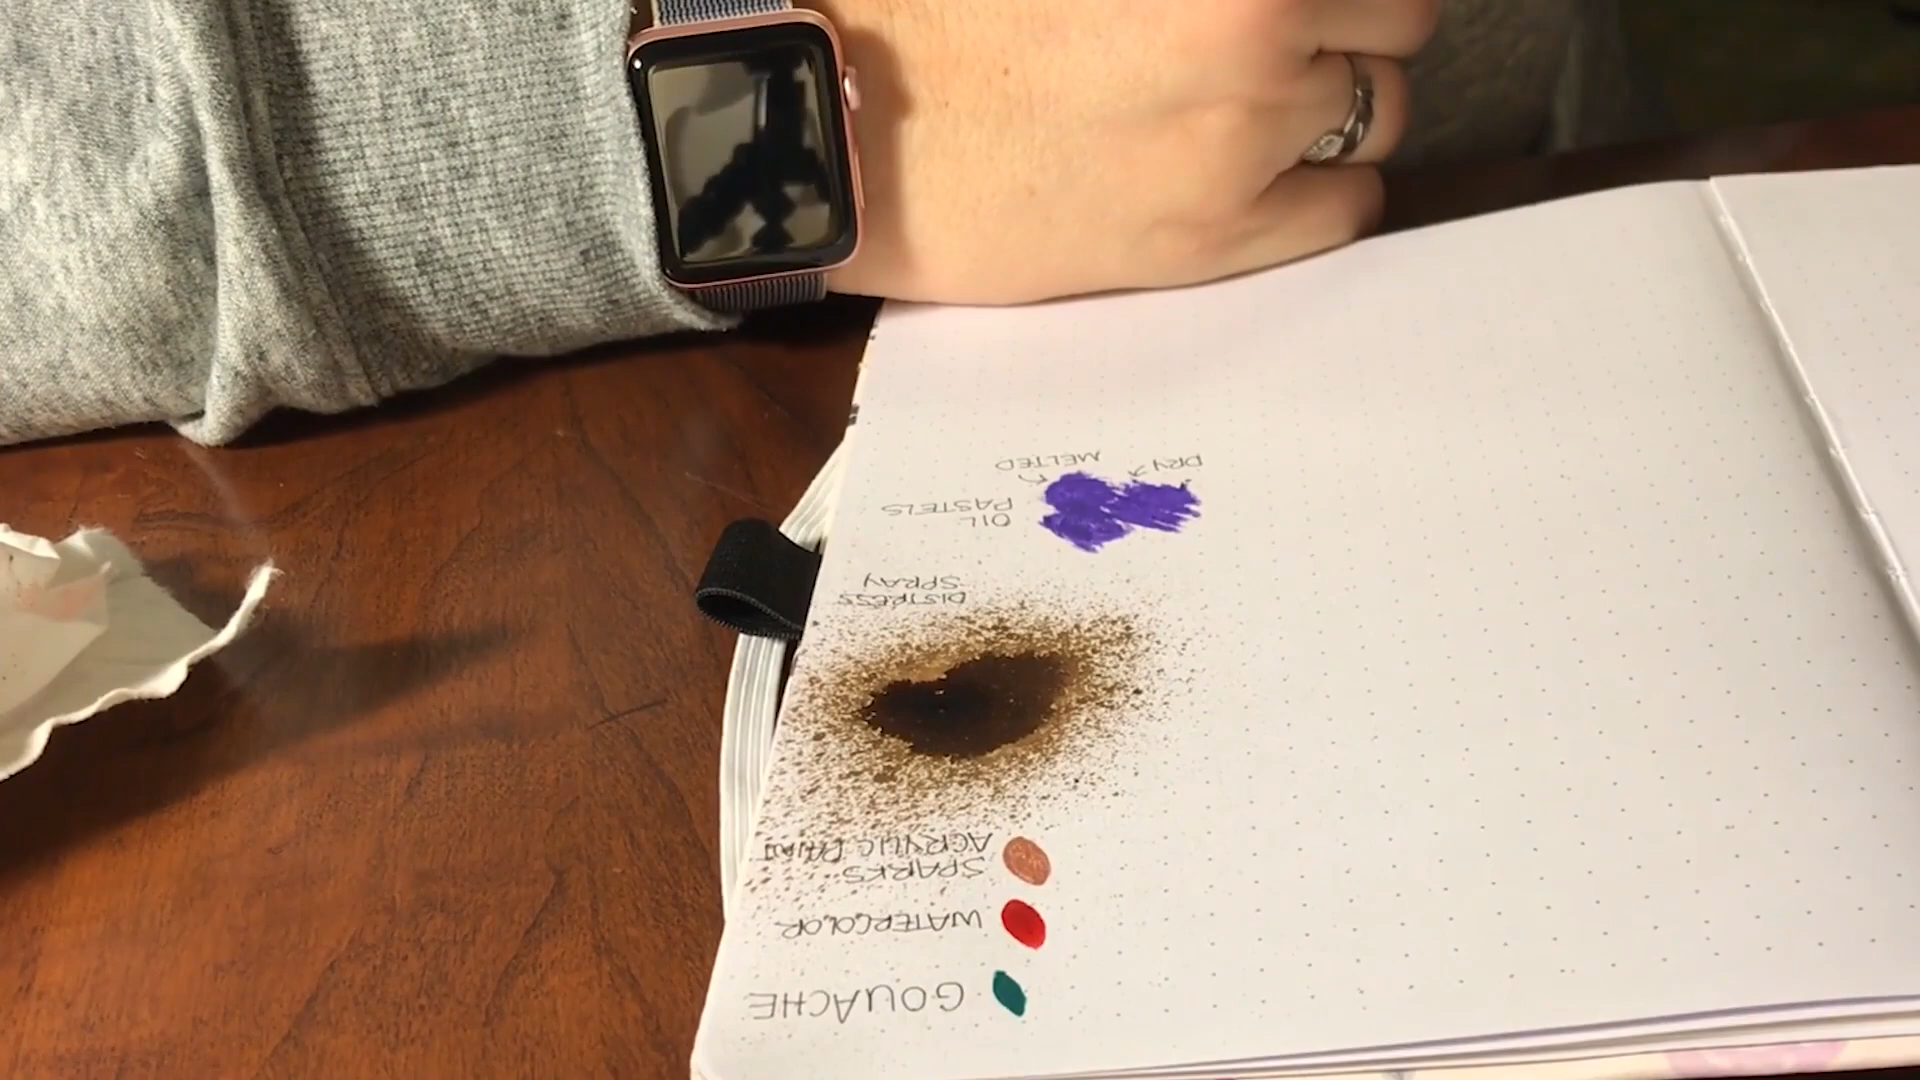 GOUACHE
WATERCOLOR
SPARKS
ACRYLIC PAINT
DISTRESS
SPRAY
OIL
PASTELS
DRY
MELTED